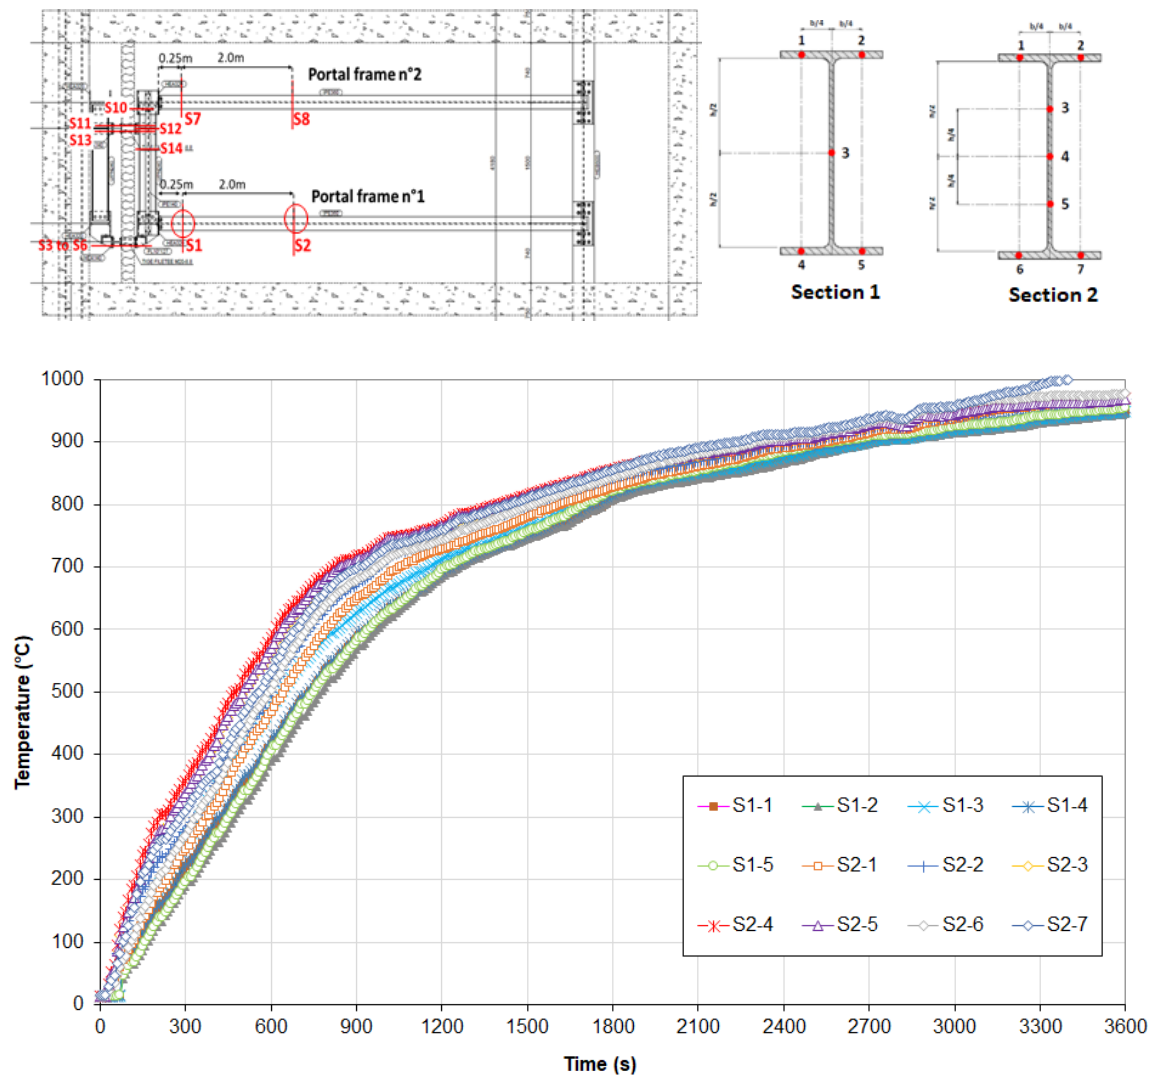 0.25m
2.0m
Portal frame n°2
S10
S7
S8
S11
S13
S12
S14
0.25m
2.0m
Portal frame n°1
S3 to S6
S1
S2
b/4
b/4
1
2
h/2
3
h/2
4
5
Section 1
b/4
b/4
1
2
h/2
3
h/4
4
h/4
5
h/2
6
7
Section 2
Temperature (°C)
1000
900
800
700
600
500
400
300
200
100
0
0 300 600 900 1200 1500 1800 2100 2400 2700 3000 3300 3600
Time (s)
S1-1 S1-2 S1-3 S1-4
S1-5 S2-1 S2-2 S2-3
S2-4 S2-5 S2-6 S2-7